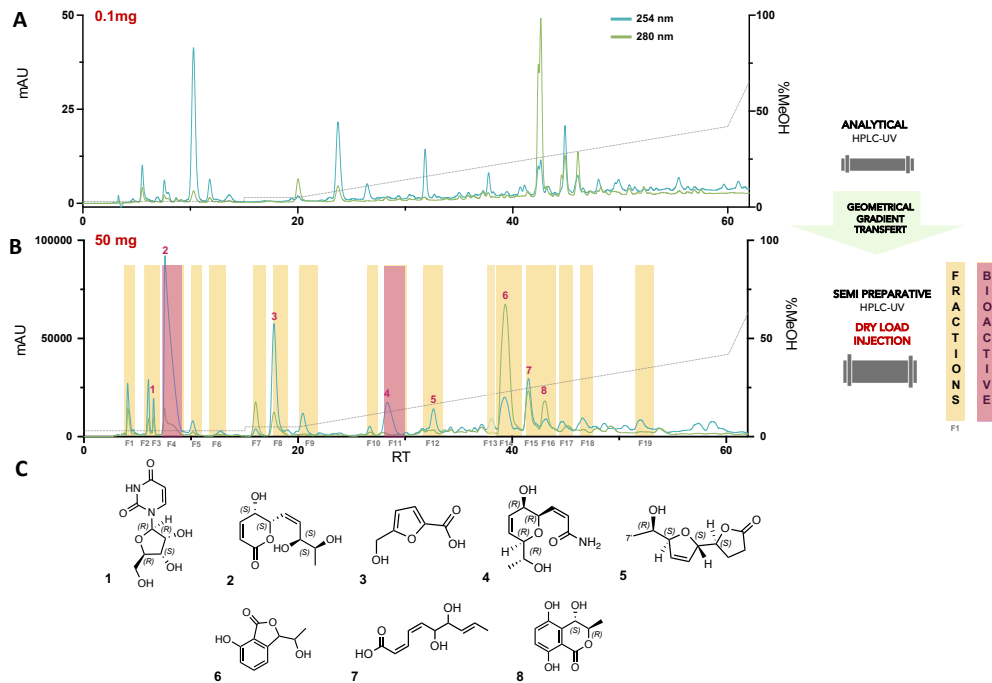 A
0.1mg
50
25
0
mAU
100
50
0
%MeOH
254 nm
280 nm
0
20
40
60
B
50 mg
100000
50000
0
mAU
100
50
0
%MeOH
2
1
3
4
5
6
7
8
F1
F2
F3
F4
F5
F6
F7
F8
F9
F10
F11
F12
F13
F14
F15
F16
F17
F18
F19
0
20
RT
40
60
ANALYTICAL
HPLC-UV
GEOMETRICAL
GRADIENT
TRANSFERT
SEMI PREPARATIVE
HPLC-UV
DRY LOAD
INJECTION
FRACTIONS
F1
BIOACTIVE
C
O
NH
N
O
(R)
H
(R)
OH
O
(S)
(R)
OH
HO
1
OH
(S)
(S)
O
O
(S)
HO
(S)
OH
2
O
O
OH
HO
3
OH
(R)
(R)
O
O
NH2
H
(R)
OH
4
OH
(R)
7'
(S)
O
H
(S)
H
H
O
(S)
O
5
O
O
HO
OH
6
OH
OH
O
HO
7
OH
OH
(S)
(R)
O
OH
O
8